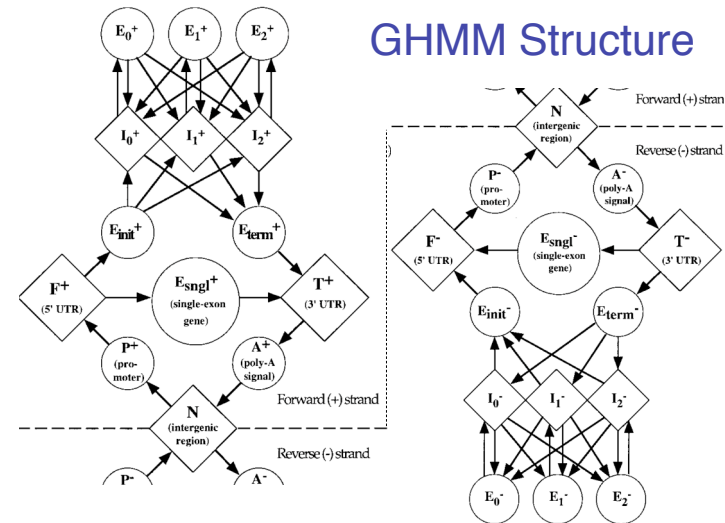 GHMM Structure
E0+ E1+ E2+
I0+ I1+ I2+
Einit+ Eterm+
F+
(5' UTR)
Esngl+
(single-exon
gene)
T+
(3' UTR)
P+
(pro-
moter)
A+
(poly-A
signal)
Forward (+) strand
N
(intergenic
region)
Reverse (-) strand
P- A-
)
Forward (+) stran
N
(intergenic
region)
Reverse (-) strand
P-
(pro-
moter)
A-
(poly-A
signal)
F-
(5' UTR)
Esngl-
(single-exon
gene)
T-
(3' UTR)
Einit- Eterm-
I0- I1- I2-
E0- E1- E2-